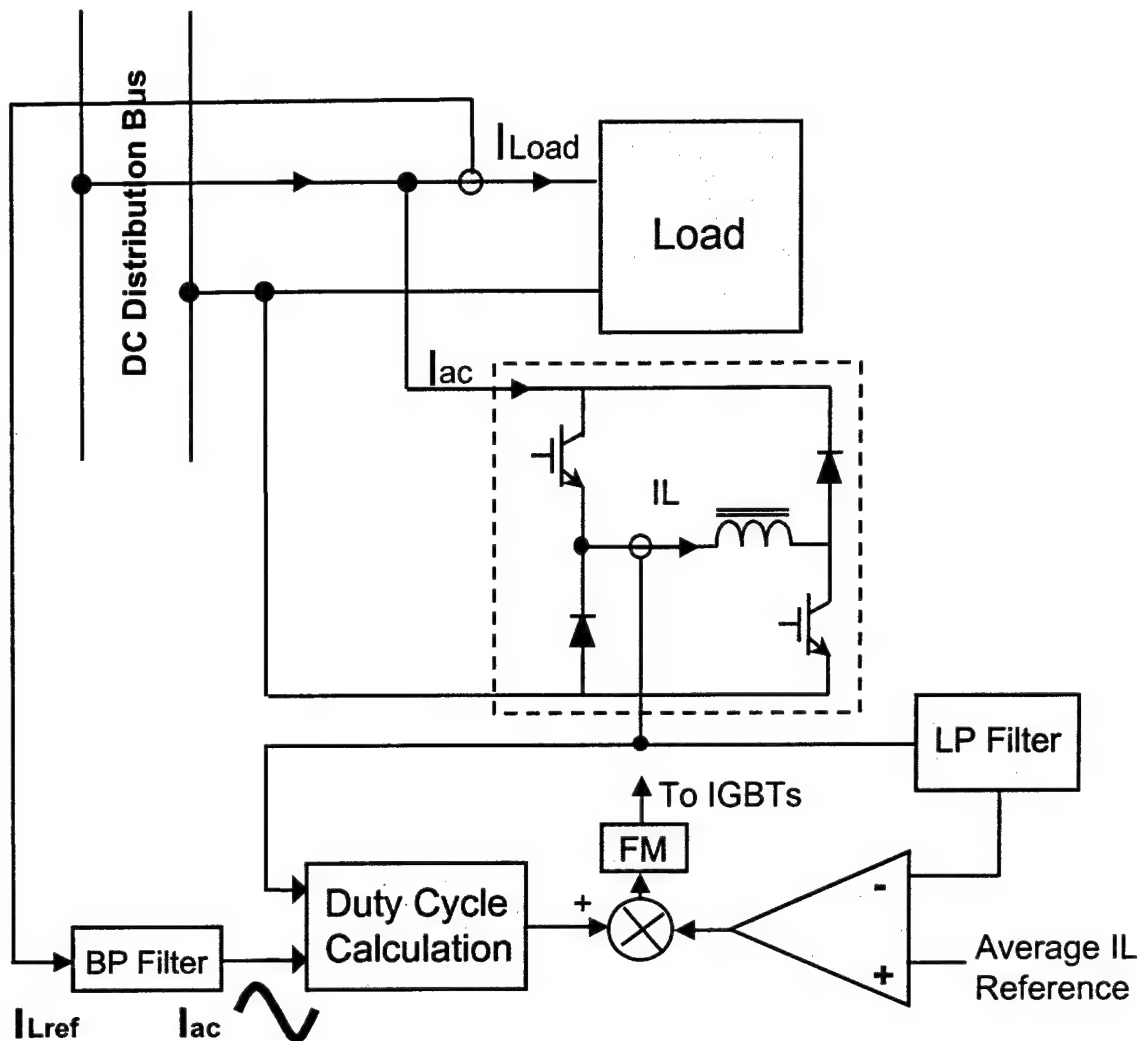 DC Distribution Bus
ILoad
Load
Iac
IL
LP Filter
To IGBTs
FM
Duty Cycle
Calculation
+
-
+
Average IL
Reference
BP Filter
ILref
Iac